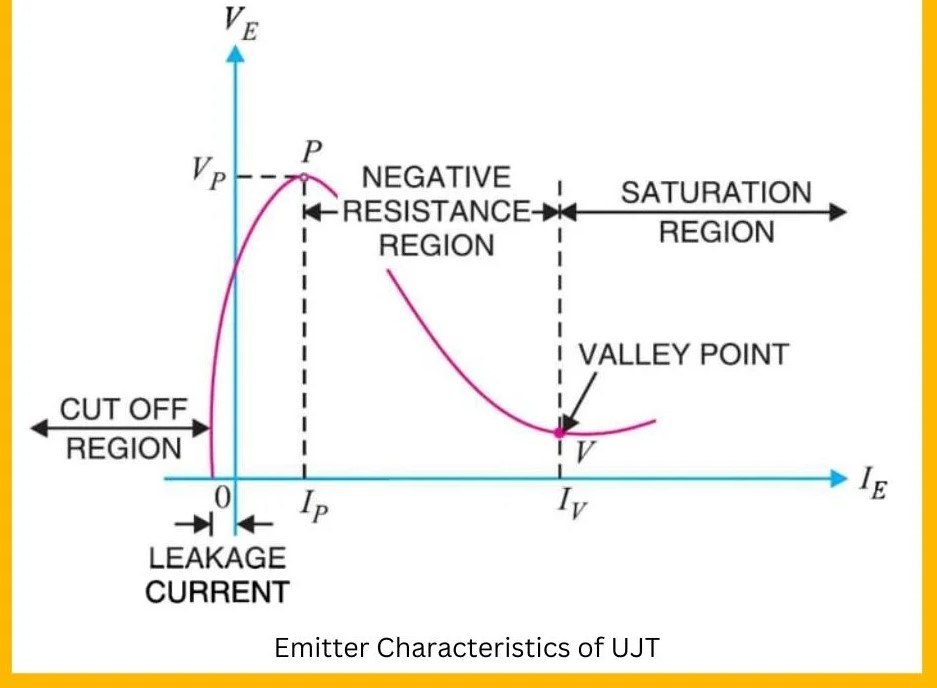 V_E
P
V_P
NEGATIVE
RESISTANCE
REGION
SATURATION
REGION
VALLEY POINT
CUT OFF
REGION
V
0
I_P
I_V
I_E
LEAKAGE
CURRENT
Emitter Characteristics of UJT